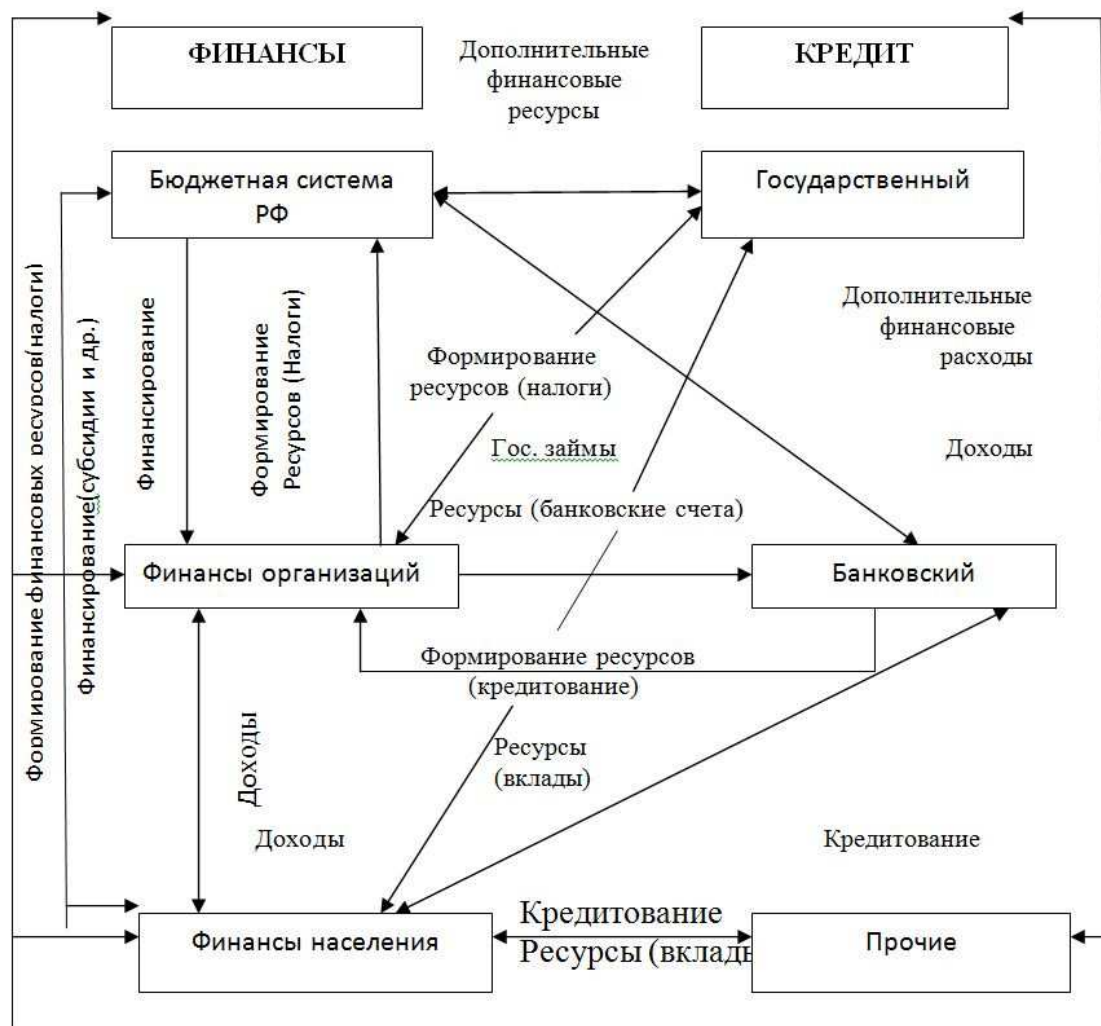 ФИНАНСЫ
Дополнительные
финансовые
ресурсы
КРЕДИТ
Бюджетная система
РФ
Государственный
Формирование финансовых ресурсов(налоги)
Финансирование(субсидии и др.)
Финансирование
Формирование
Ресурсов (Налоги)
Дополнительные
финансовые
расходы
Формирование
ресурсов (налоги)
Гос. займы
Доходы
Ресурсы (банковские счета)
Финансы организаций
Банковский
Формирование ресурсов
(кредитование)
Доходы
Ресурсы
(вклады)
Доходы
Кредитование
Финансы населения
Кредитование
Ресурсы (вклады
Прочие